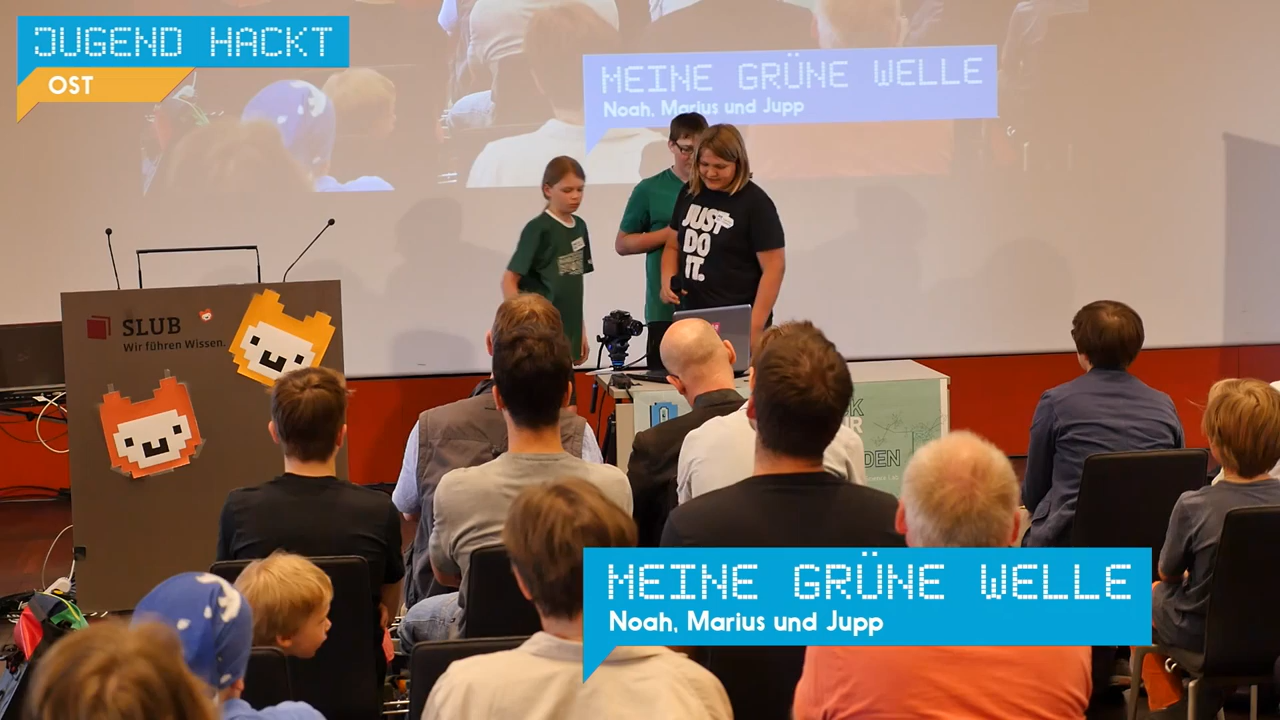 JUGEND HACKT
OST
MEINE GRÜNE WELLE
Noah, Marius und Jupp
JUST
DO
IT.
SLUB
Wir führen Wissen.
DEN
MEINE GRÜNE WELLE
Noah, Marius und Jupp